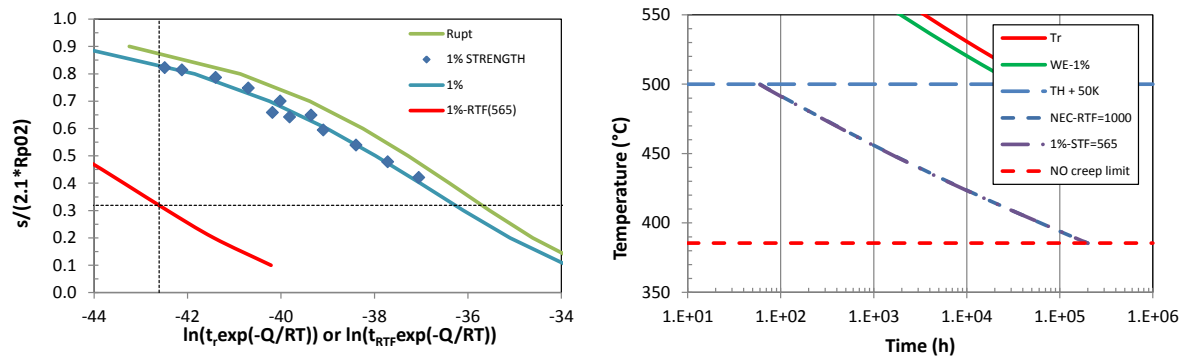 s/(2.1*Rp02)
1.0
0.9
0.8
0.7
0.6
0.5
0.4
0.3
0.2
0.1
0.0
Rupt
1% STRENGTH
1%
1%-RTF(565)
-44
-42
-40
-38
-36
-34
ln(trexp(-Q/RT)) or ln(tRTFexp(-Q/RT))
Temperature (°C)
550
500
450
400
350
Tr
WE-1%
TH + 50K
NEC-RTF=1000
1%-STF=565
NO creep limit
1.E+01
1.E+02
1.E+03
1.E+04
1.E+05
1.E+06
Time (h)